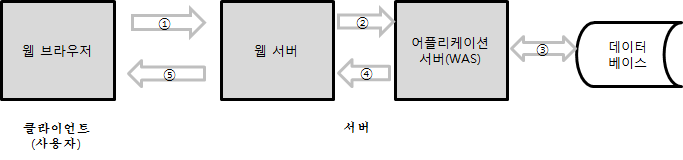 웹 브라우저
①
⑤
웹 서버
②
④
어플리케이션
서버(WAS)
③
데이터
베이스
클라이언트
(사용자)
서버